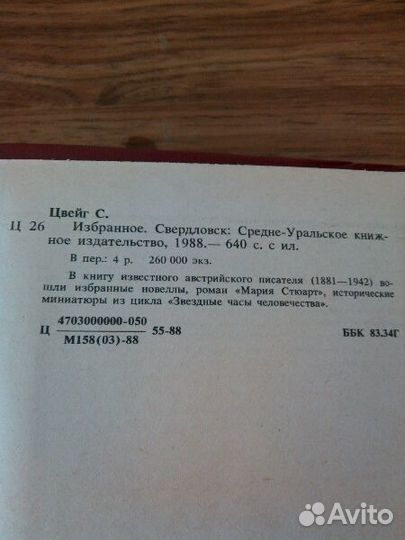 Цвейг С.
Ц 26 Избранное. Свердловск: Средне-Уральское книж-
ное издательство, 1988.— 640 с. с ил.
В пер.: 4 р. 260 000 экз.
В книгу известного австрийского писателя (1881—1942) во-
шли избранные новеллы, роман «Мария Стюарт», исторические
миниатюры из цикла «Звездные часы человечества».
Ц 4703000000-050 55-88
М158(03)-88
ББК 83.34Г
Avito